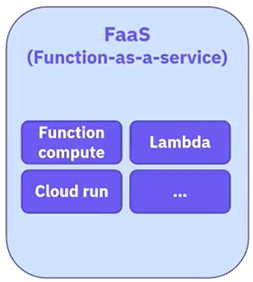 FaaS
(Function-as-a-service)
Function
compute
Lambda
Cloud run
...